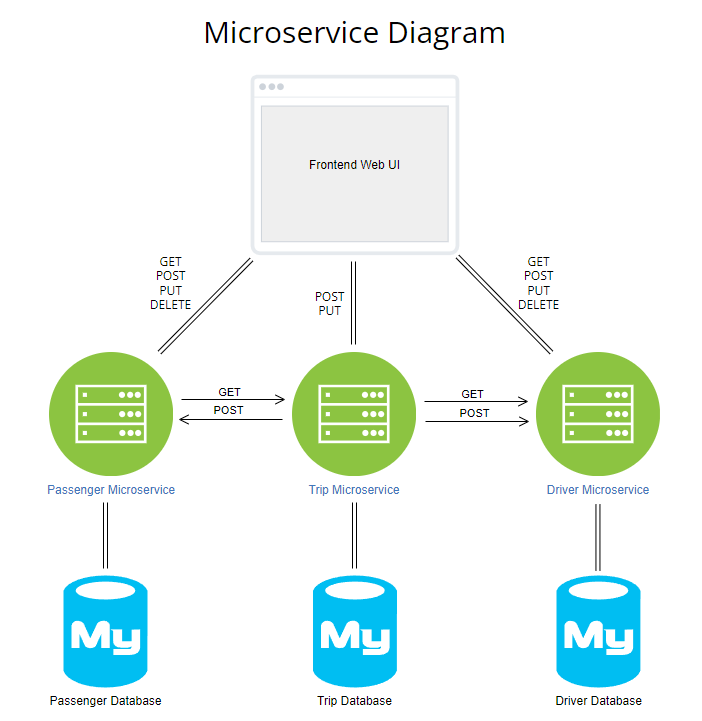 Microservice Diagram
Frontend Web UI
GET
POST
PUT
DELETE
POST
PUT
GET
POST
PUT
DELETE
GET
POST
GET
POST
Passenger Microservice
Trip Microservice
Driver Microservice
My
My
My
Passenger Database
Trip Database
Driver Database